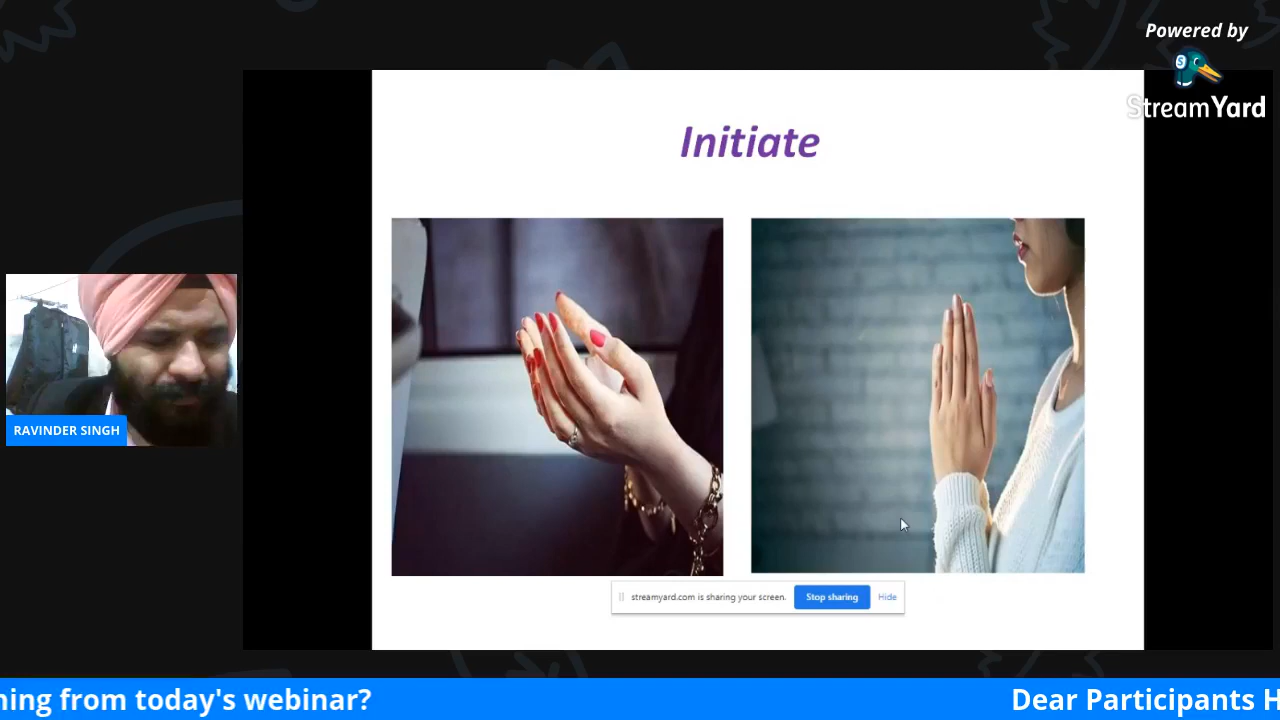 Powered by
StreamYard
Initiate
RAVINDER SINGH
streamyard.com is sharing your screen.
Stop sharing
Hide
from today's webinar?
Dear Participants